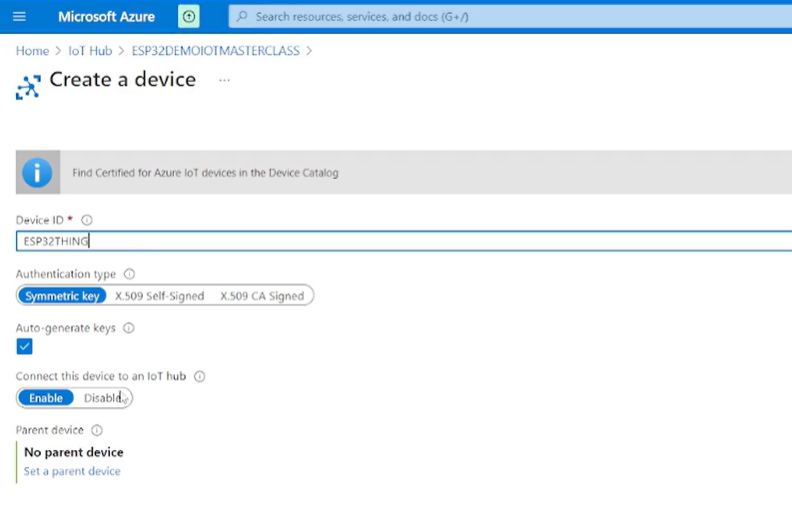 Microsoft Azure
Search resources, services, and docs (G+/)
Home > IoT Hub > ESP32DEMOIOTMASTERCLASS >
Create a device ...
Find Certified for Azure IoT devices in the Device Catalog
Device ID *
ESP32THING
Authentication type
Symmetric key X.509 Self-Signed X.509 CA Signed
Auto-generate keys
Connect this device to an IoT hub
Enable Disable
Parent device
No parent device
Set a parent device